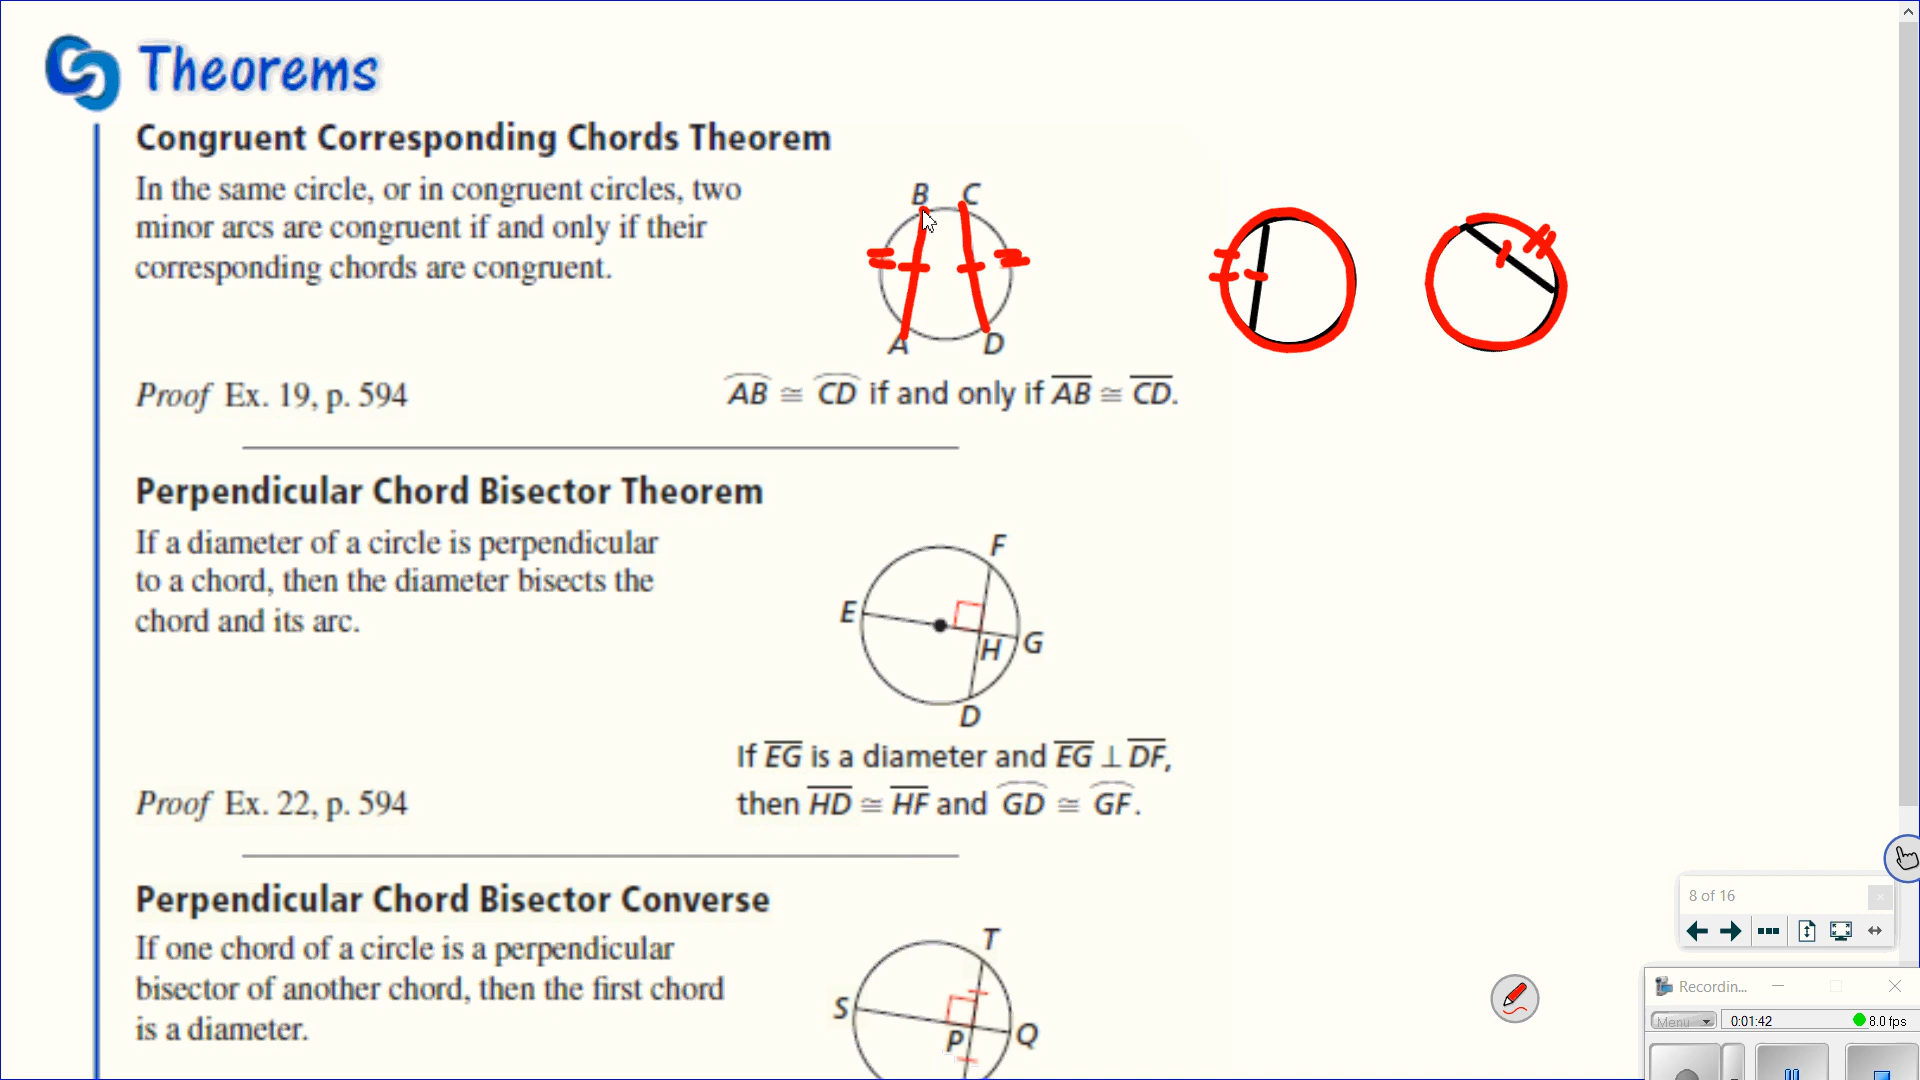 Theorems
Congruent Corresponding Chords Theorem
In the same circle, or in congruent circles, two
minor arcs are congruent if and only if their
corresponding chords are congruent.
B C
A D
Proof Ex. 19, p. 594
AB ≅ CD if and only if AB ≅ CD.
Perpendicular Chord Bisector Theorem
If a diameter of a circle is perpendicular
to a chord, then the diameter bisects the
chord and its arc.
F
E
H G
D
If EG is a diameter and EG ⊥ DF,
Proof Ex. 22, p. 594
then HD ≅ HF and GD ≅ GF.
Perpendicular Chord Bisector Converse
If one chord of a circle is a perpendicular
bisector of another chord, then the first chord
is a diameter.
T
S
P Q
8 of 16
Recordin...
Menu 0:01:42 8.0 fps